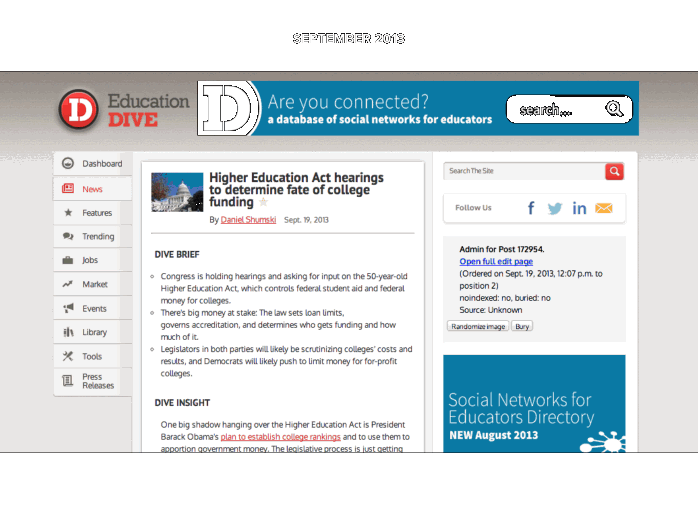 SEPTEMBER 2013
Education
DIVE
D
D
Are you connected?
a database of social networks for educators
search...
Dashboard
News
Features
Trending
Jobs
Market
Events
Library
Tools
Press
Releases
Higher Education Act hearings
to determine fate of college
funding
By Daniel Shumski Sept. 19, 2013
DIVE BRIEF
Congress is holding hearings and asking for input on the 50-year-old
Higher Education Act, which controls federal student aid and federal
money for colleges.
There's big money at stake: The law sets loan limits,
governs accreditation, and determines who gets funding and how
much of it.
Legislators in both parties will likely be scrutinizing colleges' costs and
results, and Democrats will likely push to limit money for for-profit
colleges.
DIVE INSIGHT
One big shadow hanging over the Higher Education Act is President
Barack Obama's plan to establish college rankings and to use them to
apportion government money. The legislative process is just getting
Search The Site
Follow Us
Admin for Post 172954.
Open full edit page
(Ordered on Sept. 19, 2013, 12:07 p.m. to
position 2)
noindexed: no, buried: no
Source: Unknown
Randomize image Bury
Social Networks for
Educators Directory
NEW August 2013